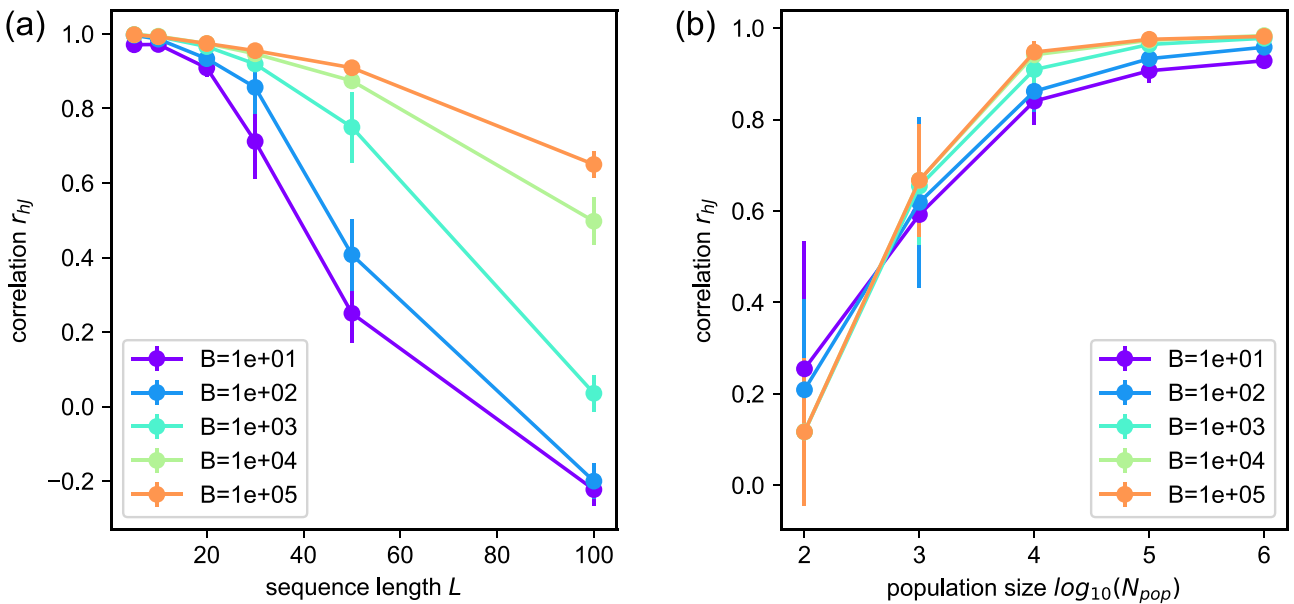 (a)
correlation r_hJ
1.0
0.8
0.6
0.4
0.2
0.0
−0.2
B=1e+01
B=1e+02
B=1e+03
B=1e+04
B=1e+05
20 40 60 80 100
sequence length L
(b)
correlation r_hJ
1.0
0.8
0.6
0.4
0.2
0.0
B=1e+01
B=1e+02
B=1e+03
B=1e+04
B=1e+05
2 3 4 5 6
population size log_10(N_pop)